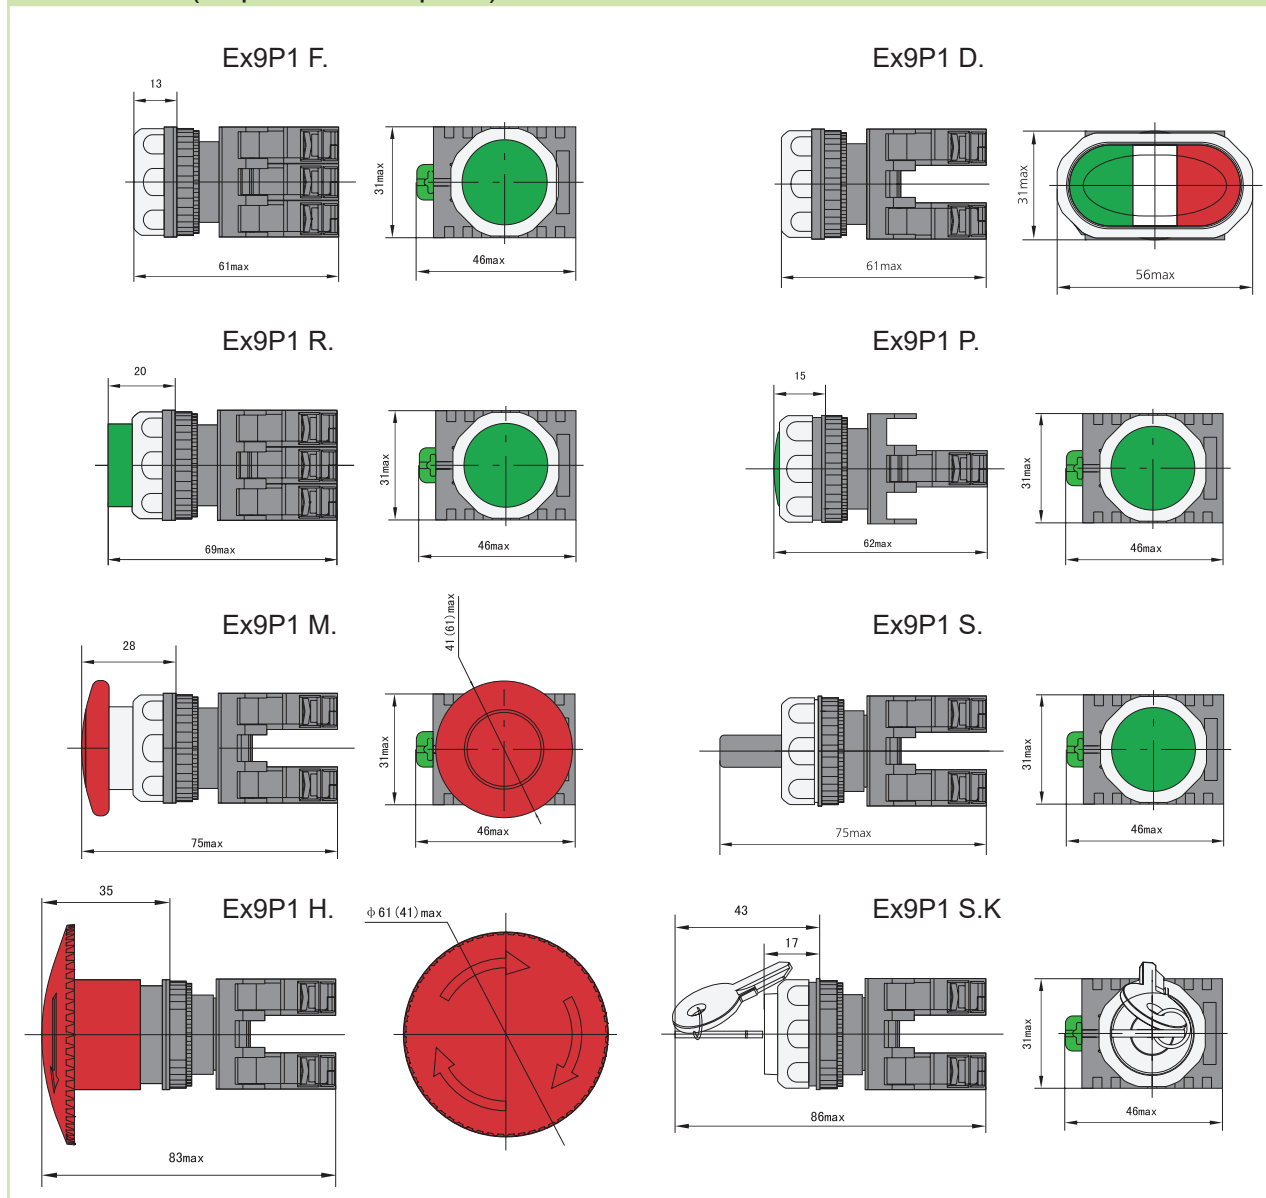 Ex9P1 F.
13
61max
31max
46max
Ex9P1 D.
61max
31max
56max
Ex9P1 R.
20
69max
31max
46max
Ex9P1 P.
15
62max
31max
46max
Ex9P1 M.
28
75max
41(61)max
31max
46max
Ex9P1 S.
75max
31max
46max
Ex9P1 H.
35
83max
ϕ61(41)max
Ex9P1 S.K
43
17
86max
31max
46max